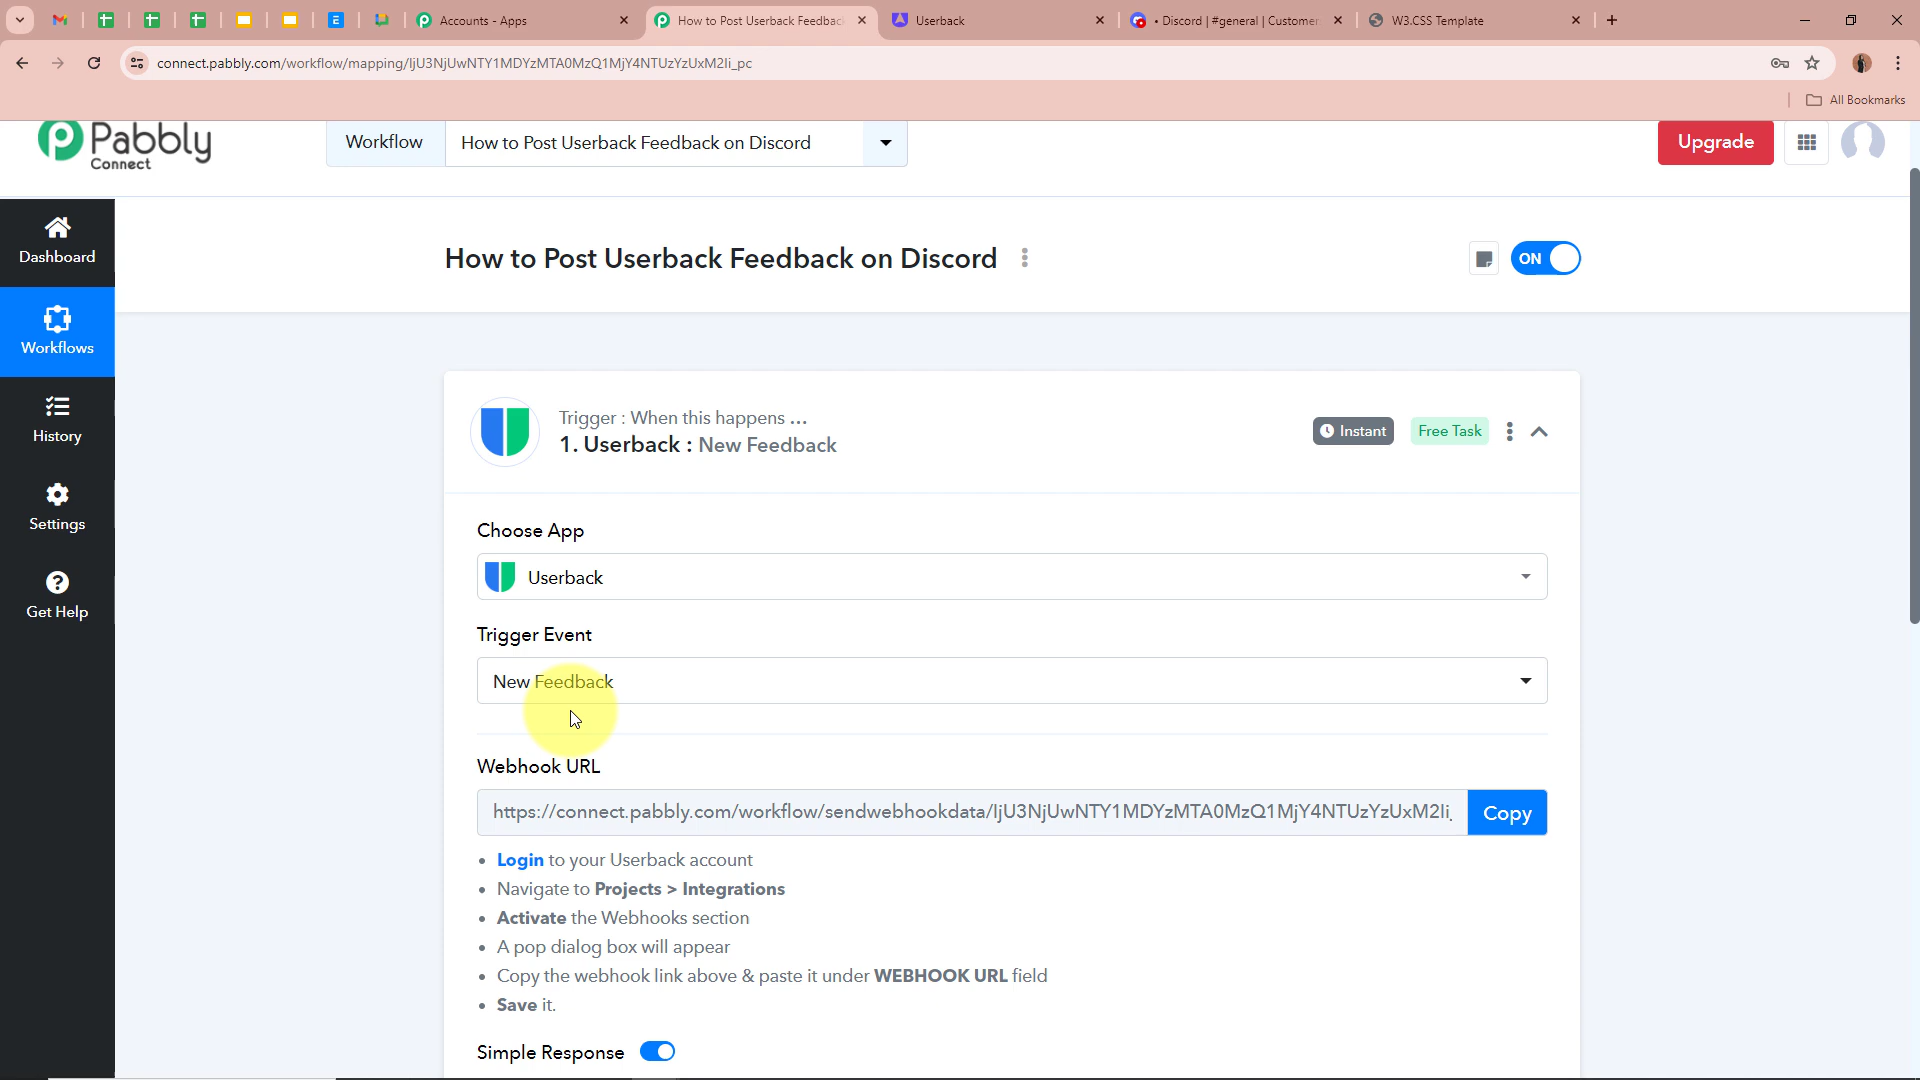 Accounts - Apps
How to Post Userback Feedback
Userback
• Discord | #general | Customer
W3.CSS Template
connect.pabbly.com/workflow/mapping/IjU3NjUwNTY1MDYzMTA0MzQ1MjY4NTUzYzUxM2Ii_pc
All Bookmarks
Pabbly
Connect
Workflow
How to Post Userback Feedback on Discord
Upgrade
Dashboard
Workflows
History
Settings
Get Help
How to Post Userback Feedback on Discord
ON
Trigger : When this happens ...
1. Userback : New Feedback
Instant
Free Task
Choose App
Userback
Trigger Event
New Feedback
Webhook URL
https://connect.pabbly.com/workflow/sendwebhookdata/IjU3NjUwNTY1MDYzMTA0MzQ1MjY4NTUzYzUxM2Ii_
Copy
• Login to your Userback account
• Navigate to Projects > Integrations
• Activate the Webhooks section
• A pop dialog box will appear
• Copy the webhook link above & paste it under WEBHOOK URL field
• Save it.
Simple Response